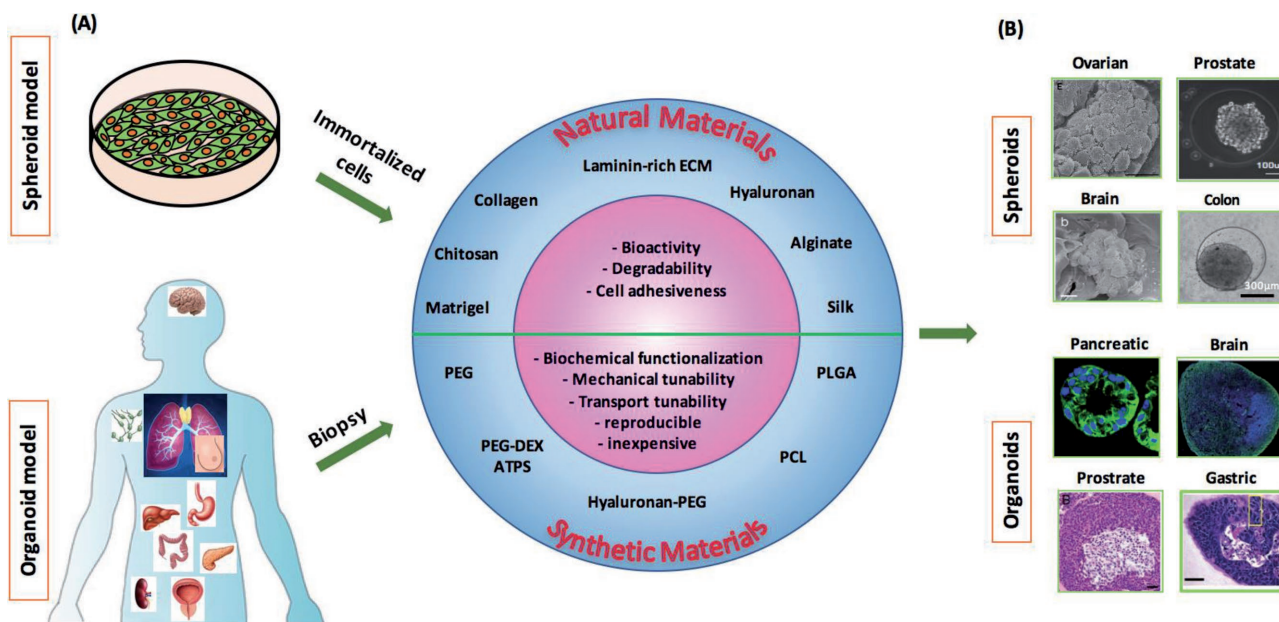 (A)
Spheroid model
Immortalized
cells
Organoid model
Biopsy
Natural Materials
Laminin-rich ECM
Collagen
Hyaluronan
Chitosan
Alginate
Matrigel
Silk
- Bioactivity
- Degradability
- Cell adhesiveness
- Biochemical functionalization
- Mechanical tunability
- Transport tunability
- reproducible
- inexpensive
PEG
PLGA
PEG-DEX
ATPS
PCL
Hyaluronan-PEG
Synthetic Materials
(B)
Spheroids
Ovarian
Prostate
E
100u
Brain
Colon
b
300µm
Organoids
Pancreatic
Brain
Prostrate
Gastric
E